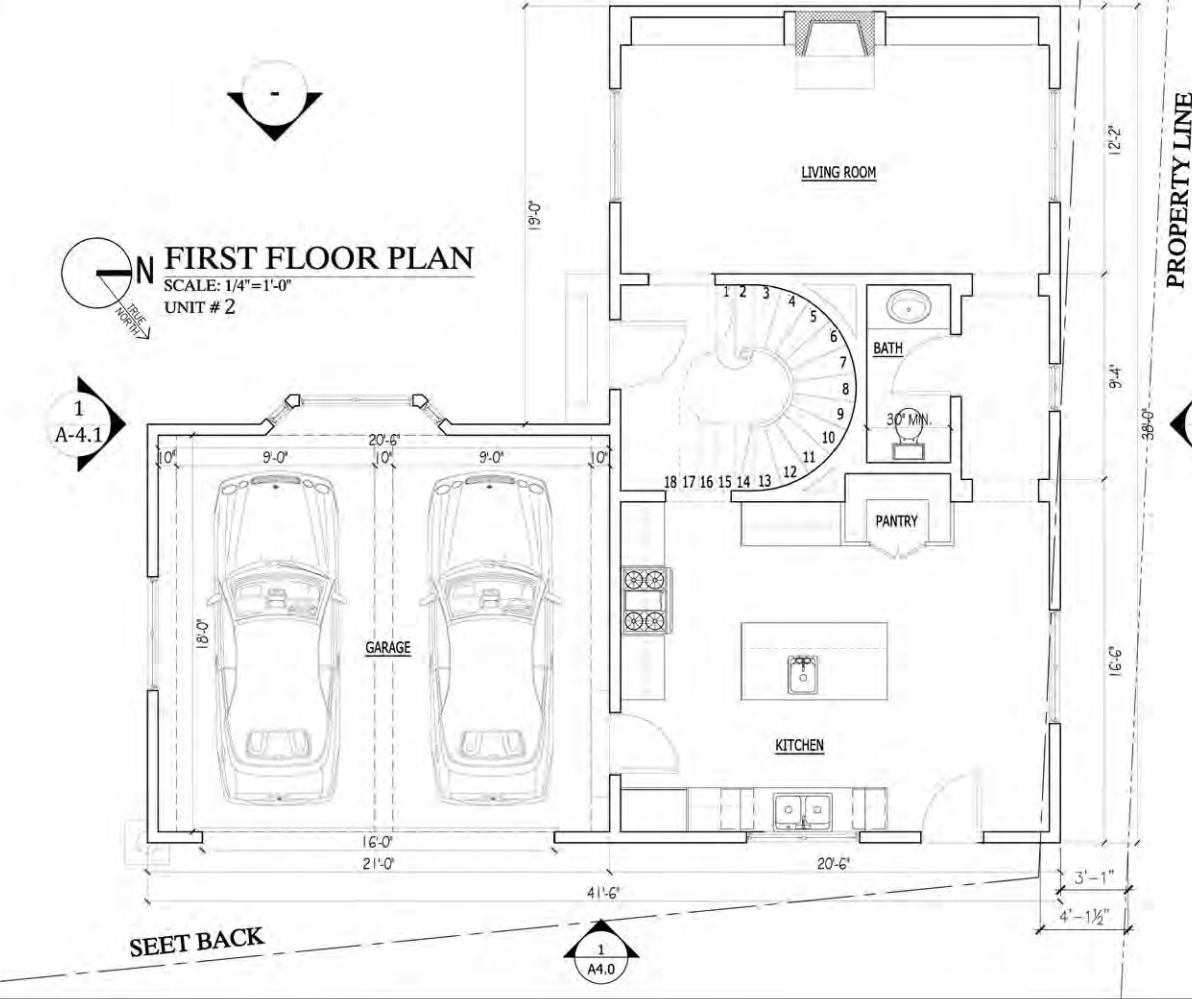 -
N
FIRST FLOOR PLAN
SCALE: 1/4"=1'-0"
UNIT # 2
TRUE
NORTH
1
A-4.1
19'-0"
LIVING ROOM
12'-2"
PROPERTY LINE
1 2 3 4 5 6 7 8 9 10 11 12 13 14 15 16 17 18
BATH
30" MIN.
9'-4"
38'-0"
20'-6"
10" 9'-0" 10" 9'-0" 10"
PANTRY
18'-0"
GARAGE
16'-6"
KITCHEN
16'-0"
21'-0"
20'-6"
41'-6"
3'-1"
4'-1½"
SEET BACK
1
A4.0